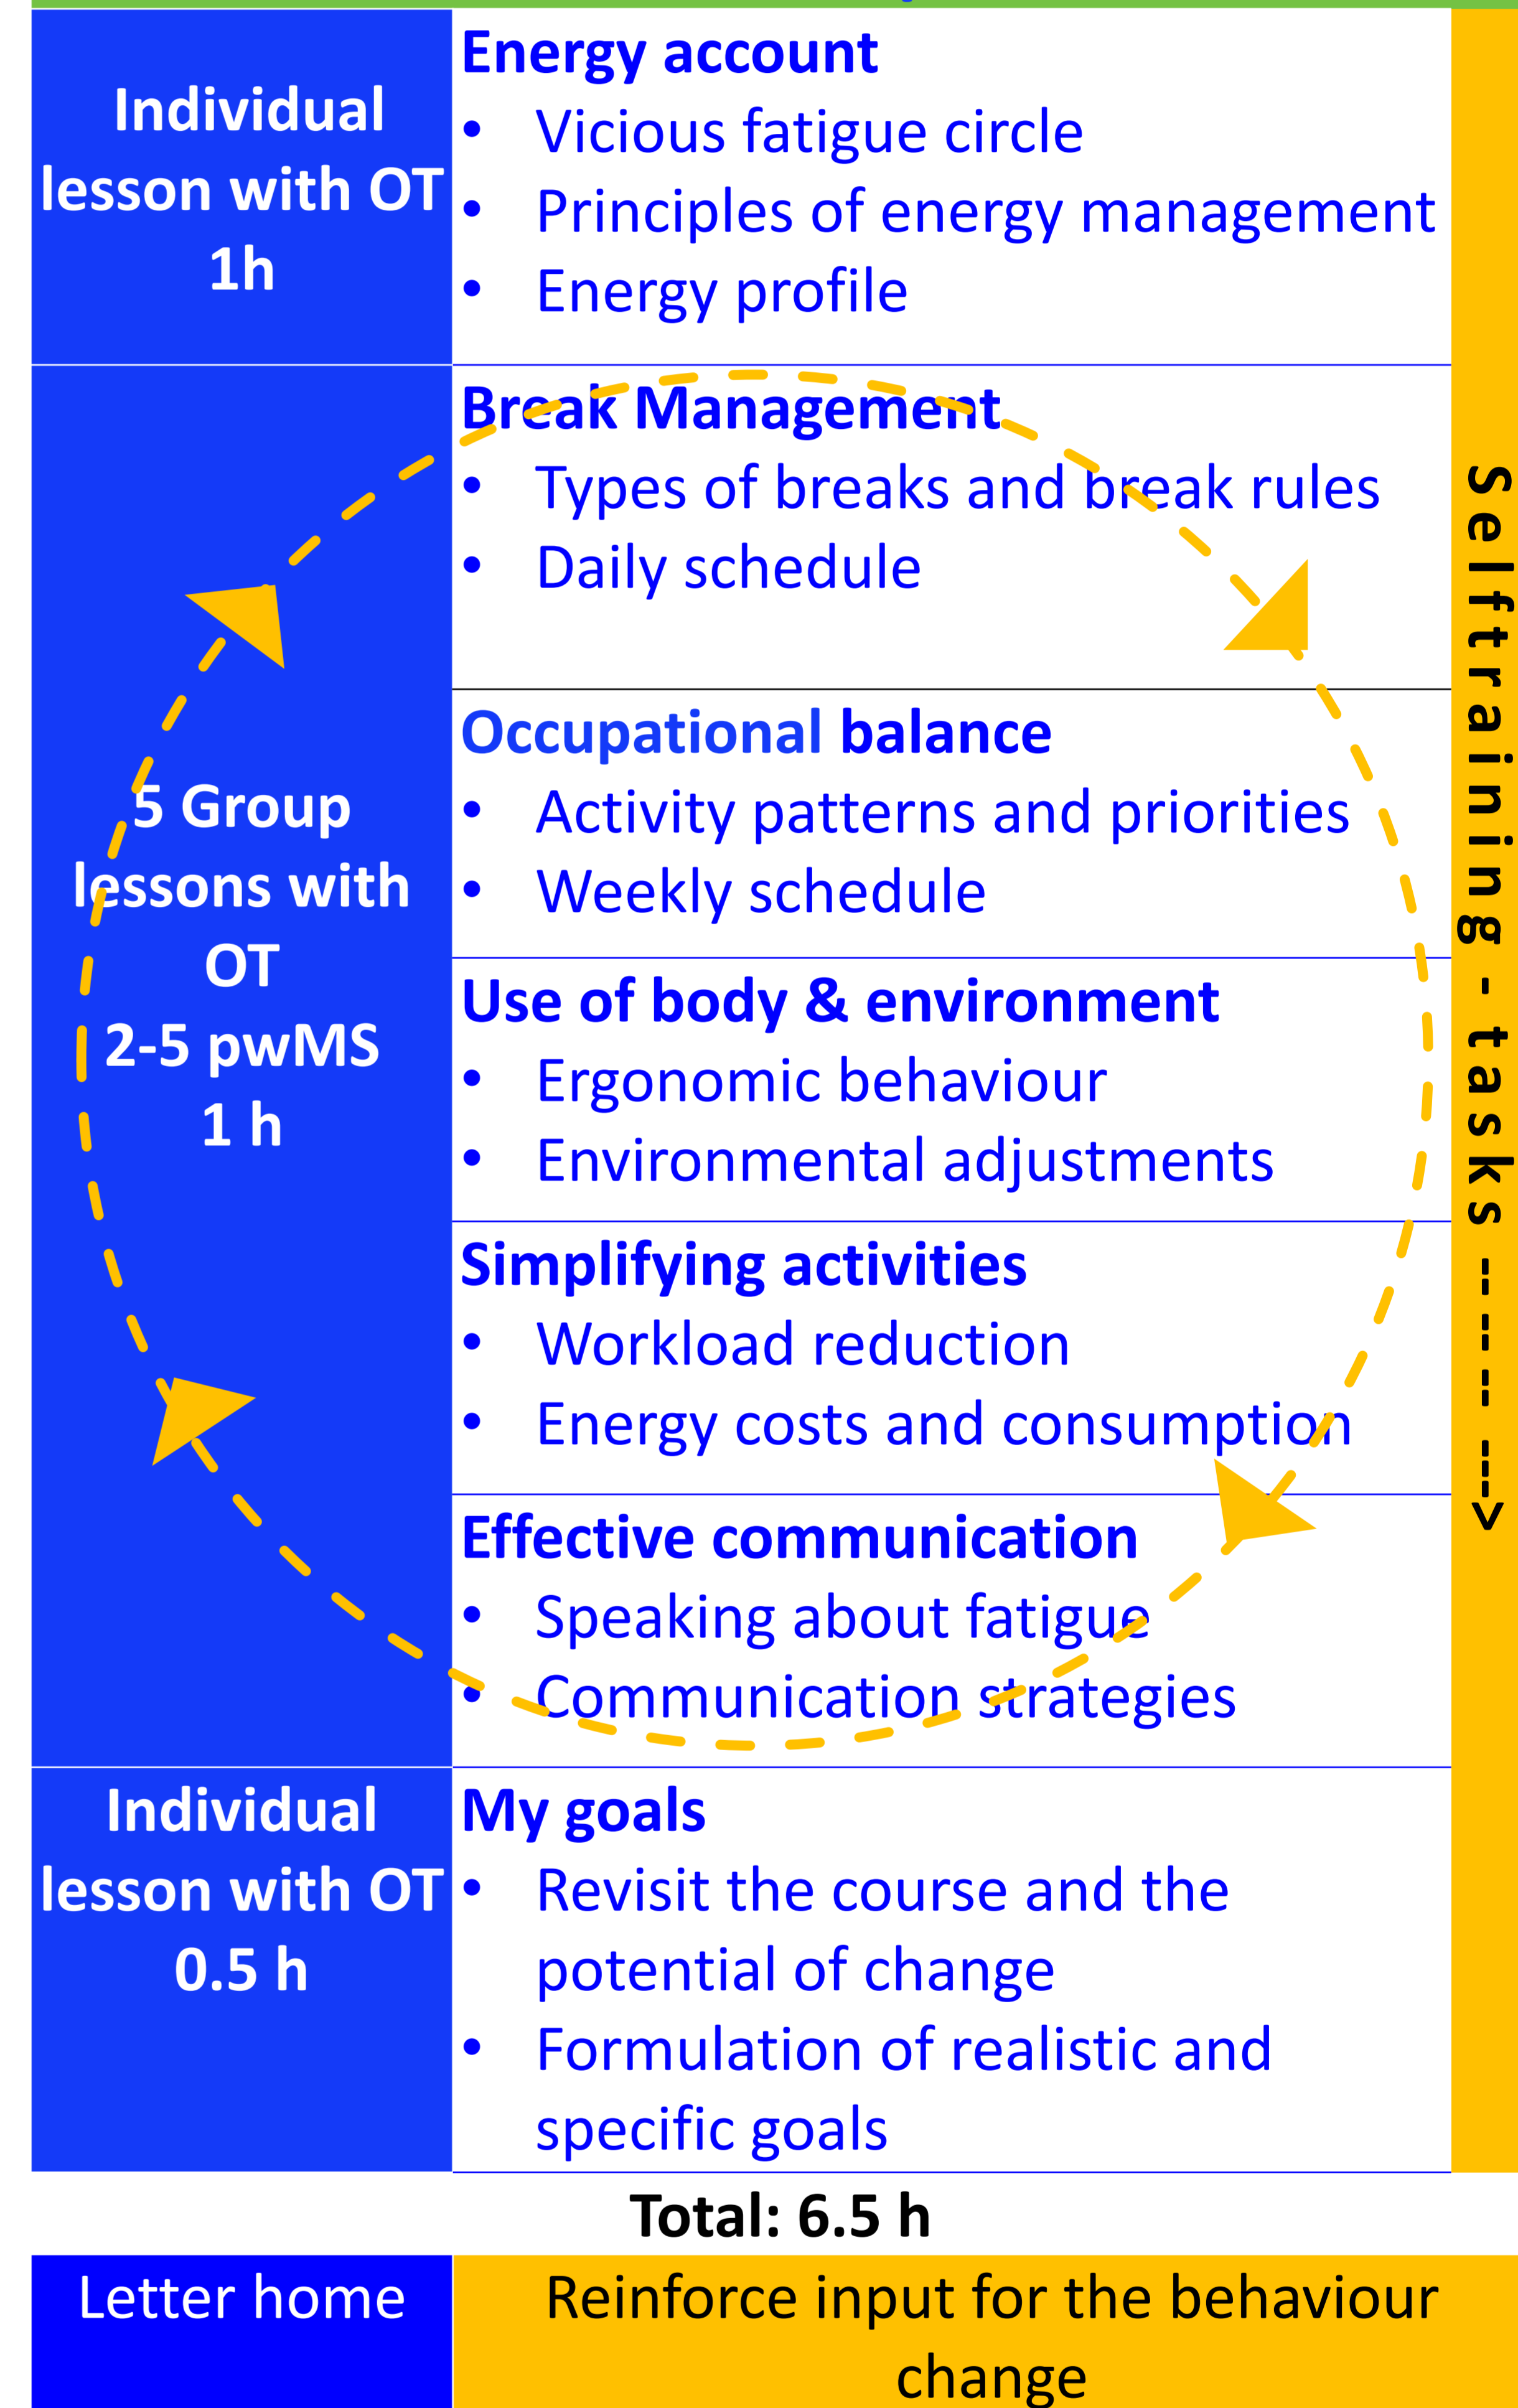 Individual
lesson with OT
1h
Energy account
• Vicious fatigue circle
• Principles of energy management
• Energy profile
5 Group
lessons with
OT
2-5 pwMS
1 h
Break Management
• Types of breaks and break rules
• Daily schedule
Occupational balance
• Activity patterns and priorities
• Weekly schedule
Use of body & environment
• Ergonomic behaviour
• Environmental adjustments
Simplifying activities
• Workload reduction
• Energy costs and consumption
Effective communication
• Speaking about fatigue
• Communication strategies
Individual
lesson with OT
0.5 h
My goals
• Revisit the course and the
potential of change
• Formulation of realistic and
specific goals
Selftraining - tasks -- -- -- --->
Total: 6.5 h
Letter home
Reinforce input for the behaviour
change